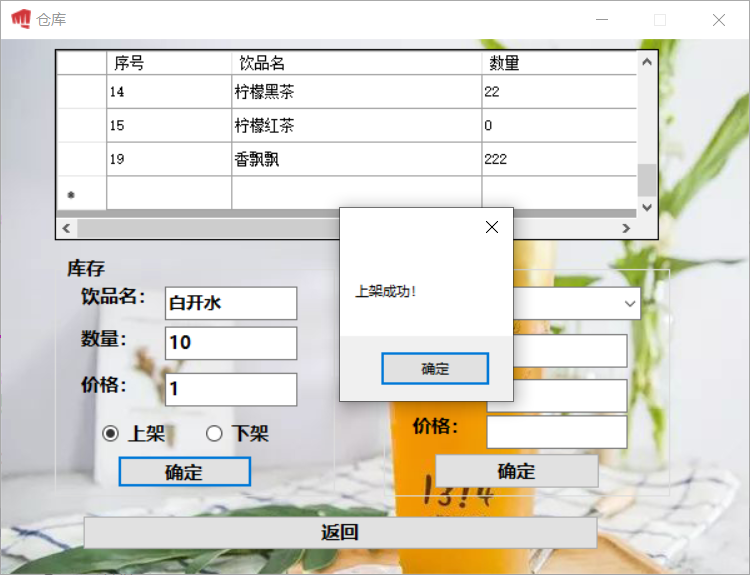 仓库
序号 饮品名 数量
14 柠檬黑茶 22
15 柠檬红茶 0
19 香飘飘 222
*
库存
饮品名： 白开水
数量： 10
价格： 1
上架 下架
确定
上架成功！
确定
价格：
确定
1314
返回